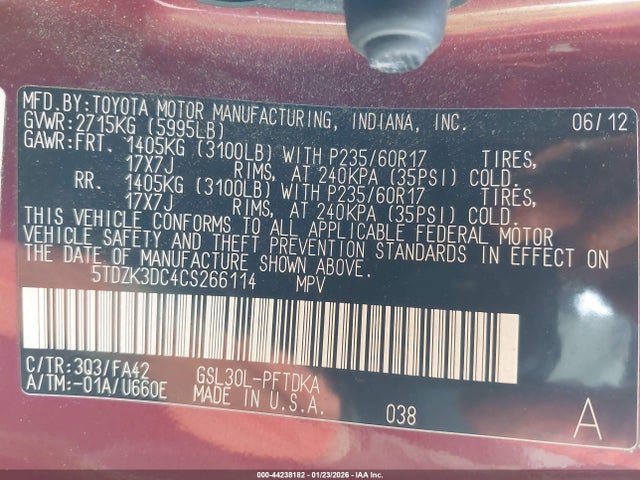 MFD.BY:TOYOTA MOTOR MANUFACTURING, INDIANA, INC. 06/12
GVWR:2715KG (5995LB)
GAWR:FRT. 1405KG (3100LB) WITH P235/60R17 TIRES,
17X7J RIMS, AT 240KPA (35PSI) COLD.
RR. 1405KG (3100LB) WITH P235/60R17 TIRES,
17X7J RIMS, AT 240KPA (35PSI) COLD.
THIS VEHICLE CONFORMS TO ALL APPLICABLE FEDERAL MOTOR
VEHICLE SAFETY AND THEFT PREVENTION STANDARDS IN EFFECT ON
THE DATE OF MANUFACTURE SHOWN ABOVE.
5TDZK3DC4CS266114 MPV
C/TR:3Q3/FA42 GSL30L-PFTDKA
A/TM:-01A/U660E MADE IN U.S.A. 038 A
000-44238182 - 01/23/2026 - IAA Inc.